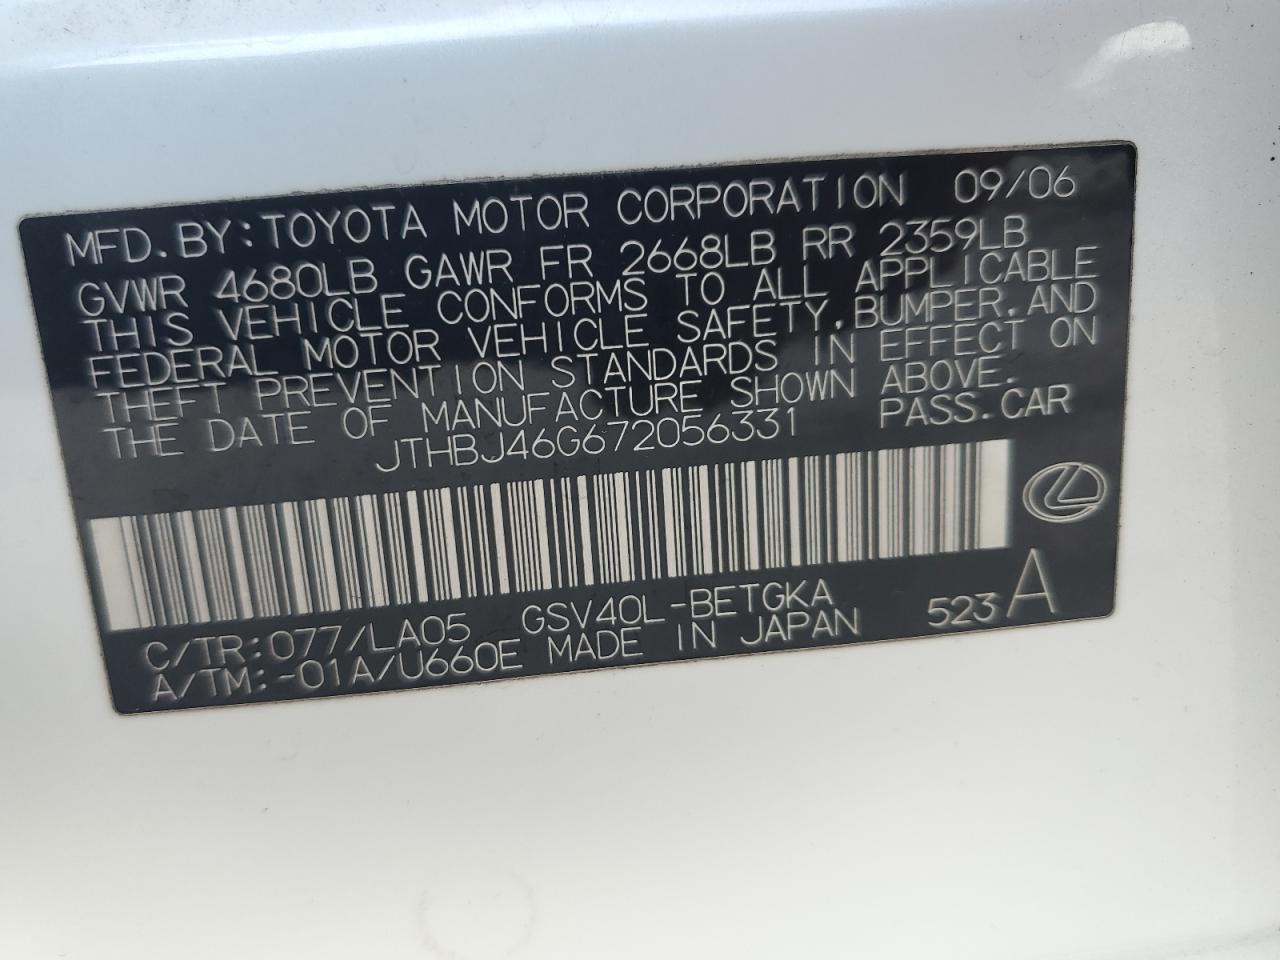 MFD.BY:TOYOTA MOTOR CORPORATION 09/06
GVWR 4680LB GAWR FR 2668LB RR 2359LB
THIS VEHICLE CONFORMS TO ALL APPLICABLE
FEDERAL MOTOR VEHICLE SAFETY,BUMPER,AND
THEFT PREVENTION STANDARDS IN EFFECT ON
THE DATE OF MANUFACTURE SHOWN ABOVE.
JTHBJ46G672056331 PASS.CAR
C/TR:077/LA05 GSV40L-BETGKA 523 A
A/TM:-01A/U660E MADE IN JAPAN